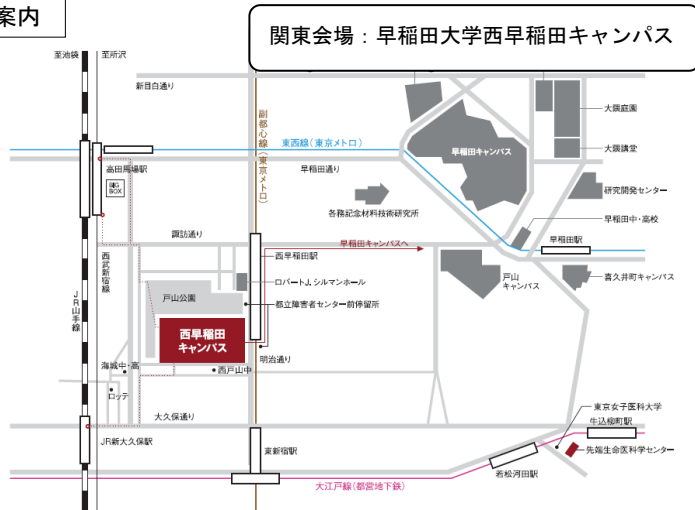 案内
関東会場：早稲田大学西早稲田キャンパス
至池袋
至所沢
新目白通り
副都心線（東京メトロ）
東西線（東京メトロ）
早稲田キャンパス
大隈庭園
大隈講堂
高田馬場駅
早稲田通り
BIG
BOX
各務記念材料技術研究所
研究開発センター
早稲田中・高校
諏訪通り
早稲田キャンパスへ
早稲田駅
西武新宿線
JR山手線
西早稲田駅
ロバートJ.シルマンホール
戸山
キャンパス
喜久井町キャンパス
戸山公園
都立障害者センター前停留所
西早稲田
キャンパス
明治通り
海城中・高
西戸山中
ロッテ
大久保通り
東京女子医科大学
牛込柳町駅
JR新大久保駅
東新宿駅
先端生命医科学センター
若松河田駅
大江戸線（都営地下鉄）